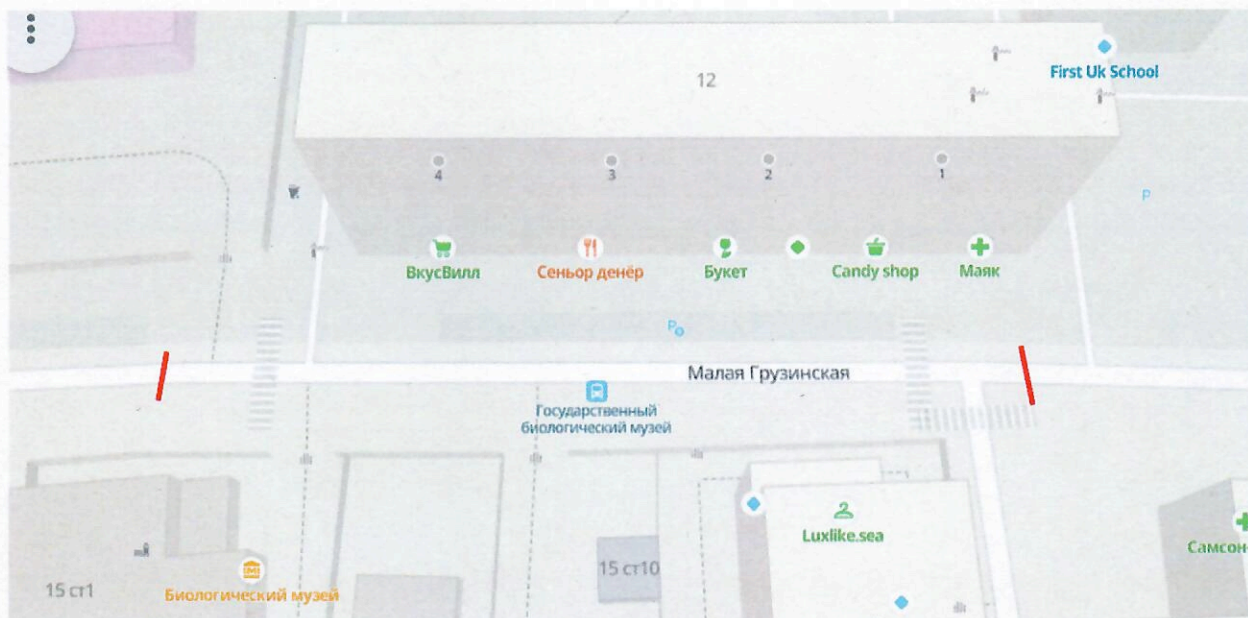 12
First Uk School
4
3
2
1
P
ВкусВилл
Сеньор денёр
Букет
Candy shop
Маяк
P
Малая Грузинская
Государственный
биологический музей
Luxlike.sea
Самсон-
15 ст1
Биологический музей
15 ст10